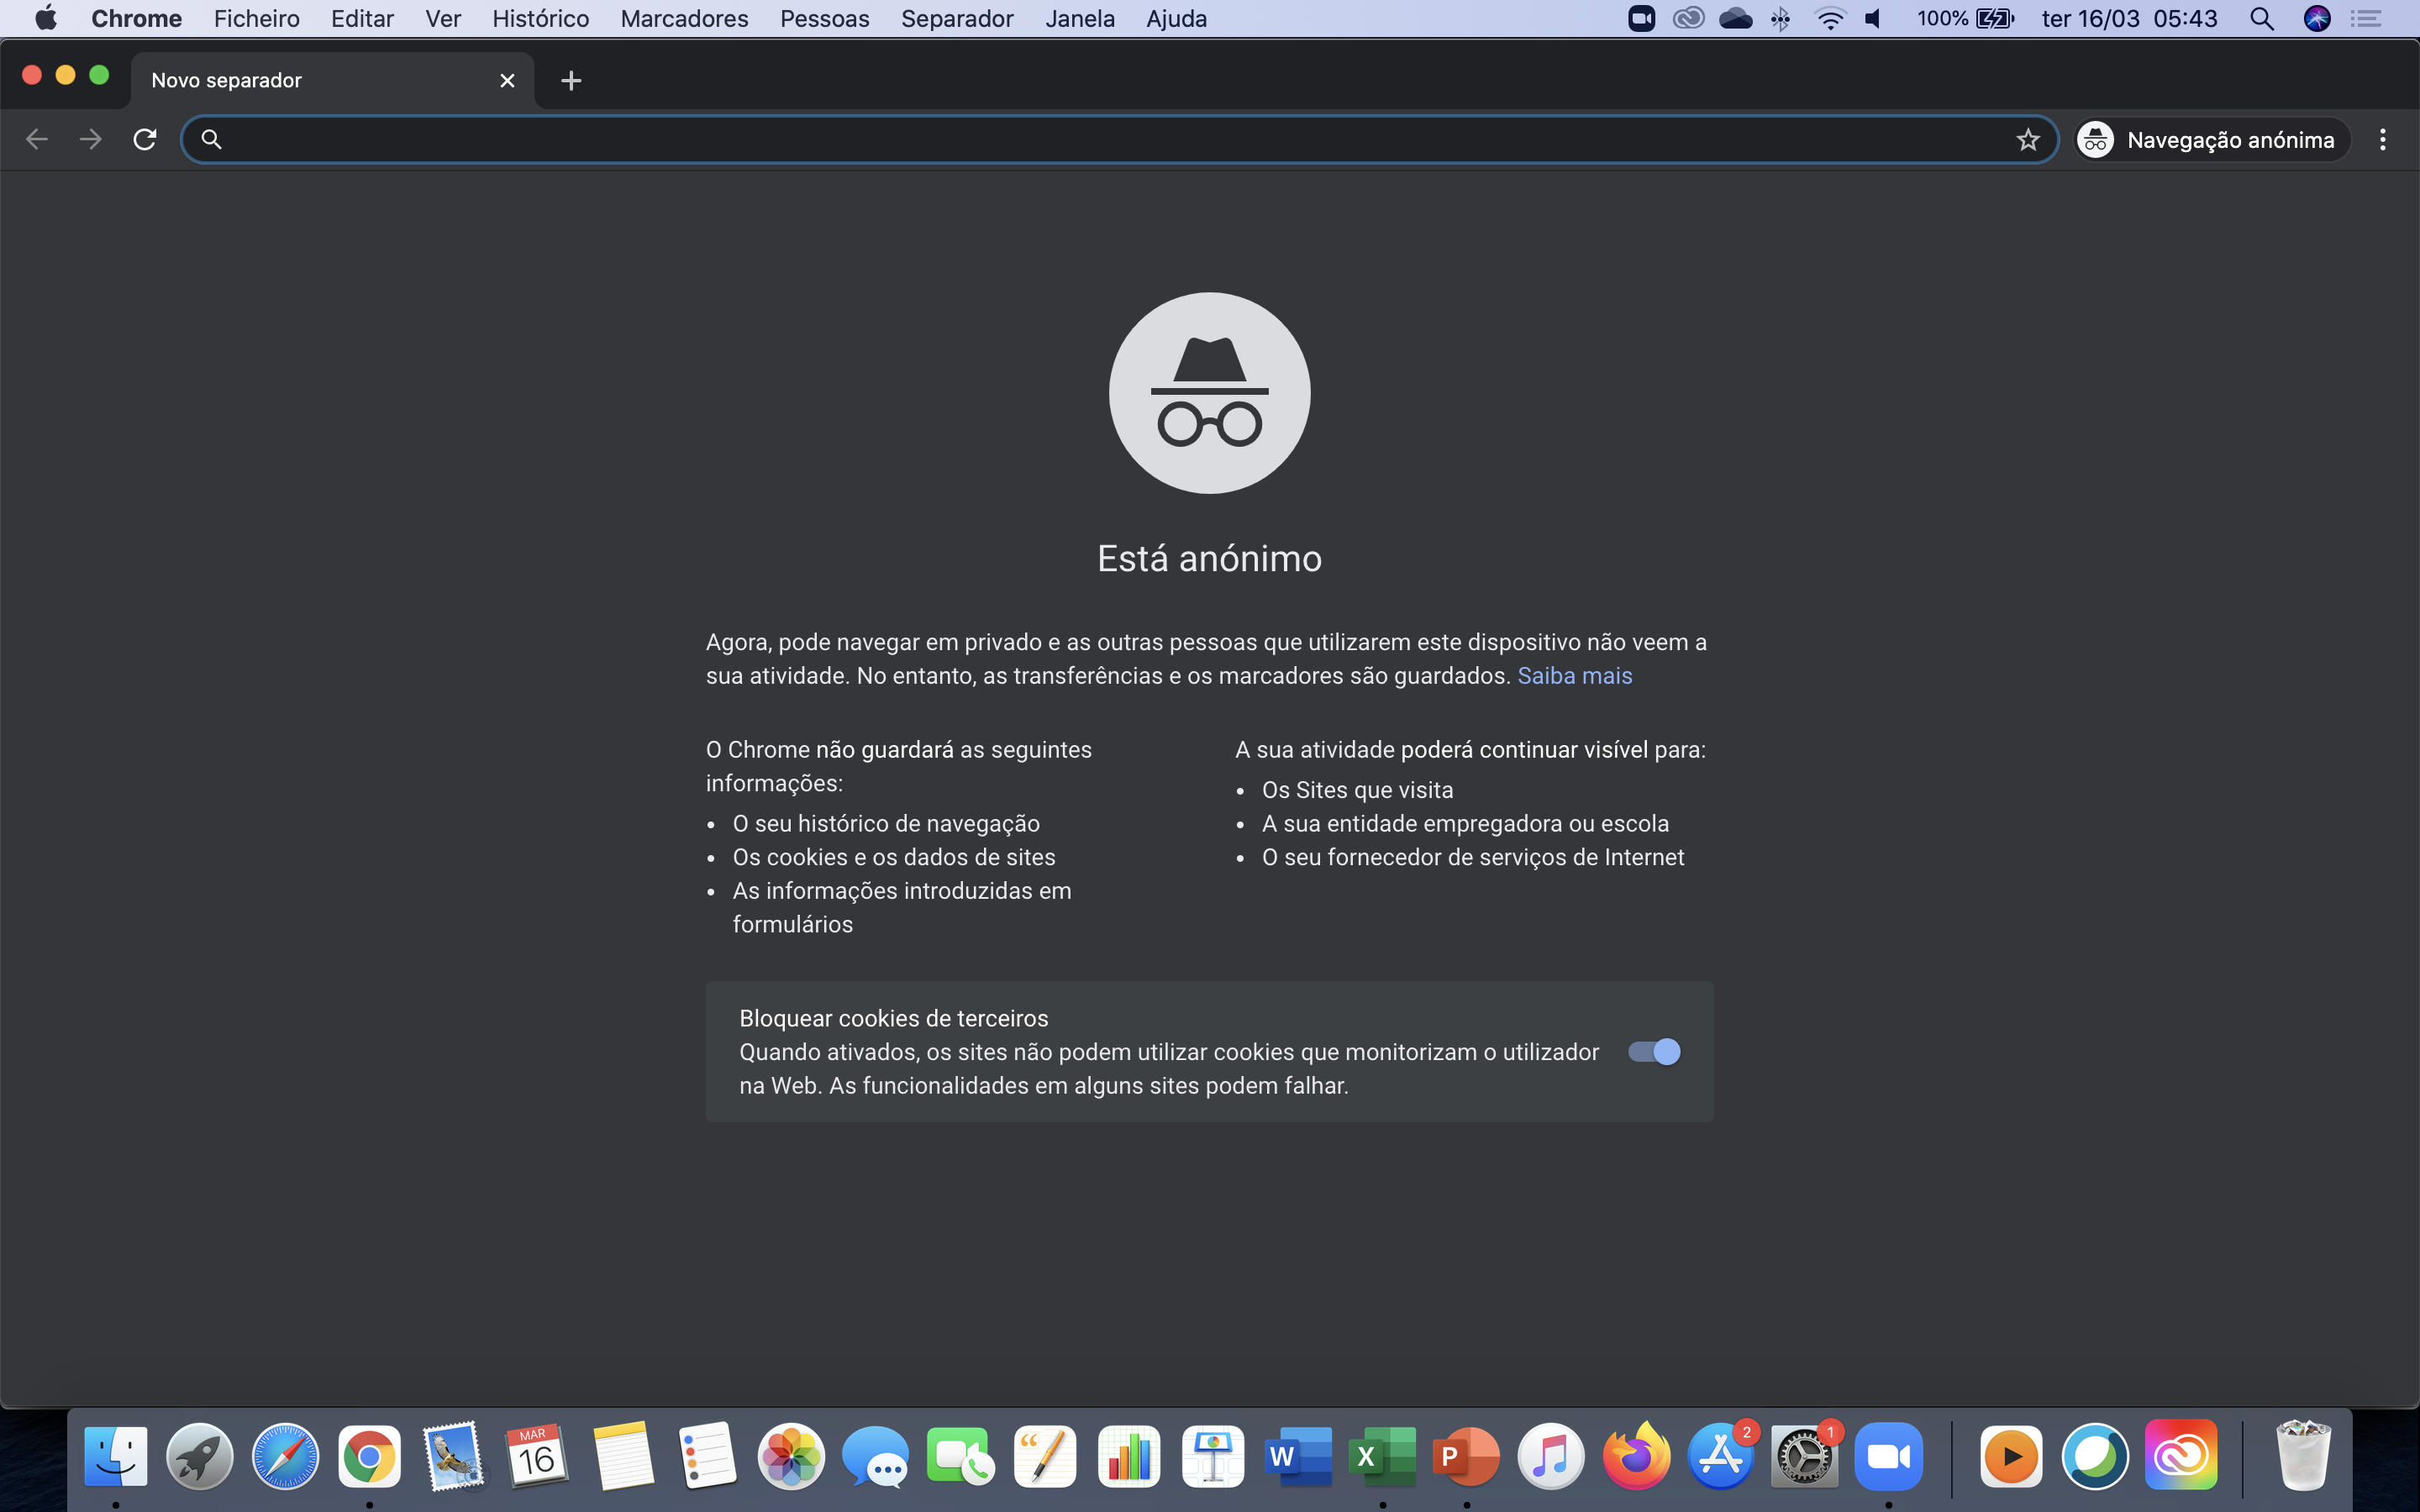 Chrome Ficheiro Editar Ver Histórico Marcadores Pessoas Separador Janela Ajuda 100% ter 16/03 05:43
Novo separador
Navegação anónima
Está anónimo
Agora, pode navegar em privado e as outras pessoas que utilizarem este dispositivo não veem a
sua atividade. No entanto, as transferências e os marcadores são guardados. Saiba mais
O Chrome não guardará as seguintes
informações:
• O seu histórico de navegação
• Os cookies e os dados de sites
• As informações introduzidas em
formulários
A sua atividade poderá continuar visível para:
• Os Sites que visita
• A sua entidade empregadora ou escola
• O seu fornecedor de serviços de Internet
Bloquear cookies de terceiros
Quando ativados, os sites não podem utilizar cookies que monitorizam o utilizador
na Web. As funcionalidades em alguns sites podem falhar.
MAR
16
W
X
P
2
1